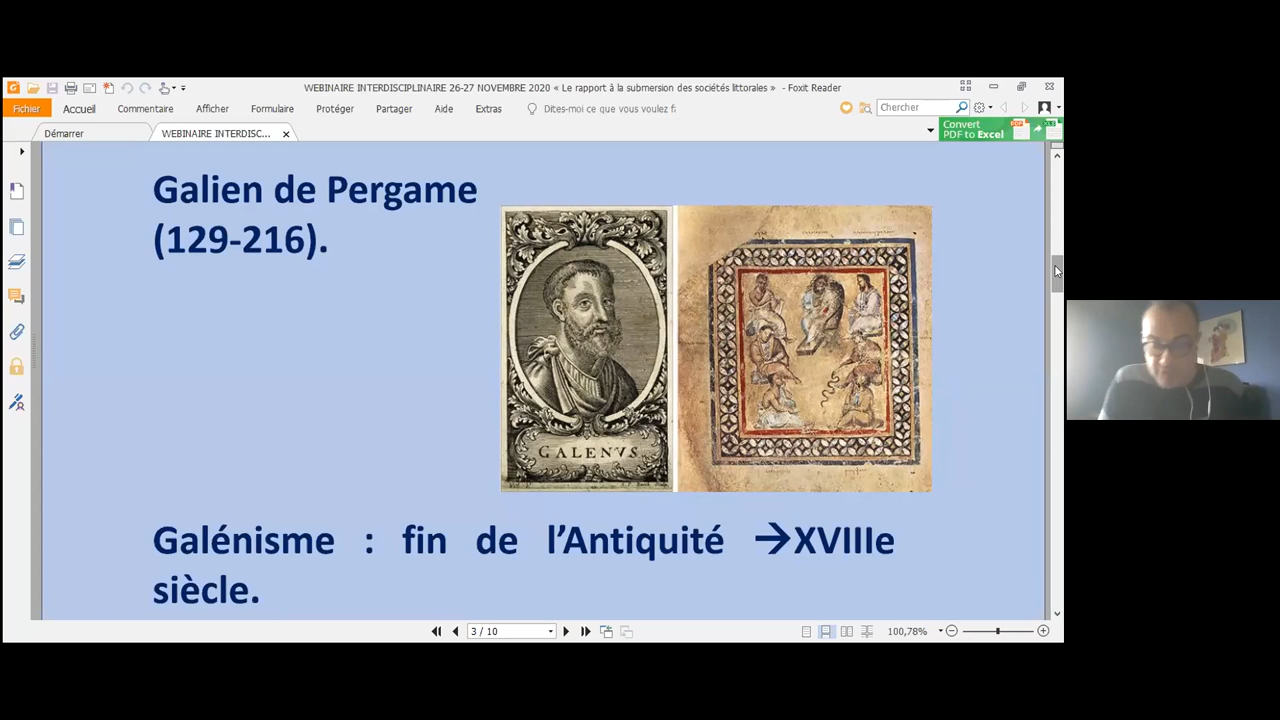 WEBINAIRE INTERDISCIPLINAIRE 26-27 NOVEMBRE 2020 « Le rapport à la submersion des sociétés littorales » - Foxit Reader
Fichier Accueil Commentaire Afficher Formulaire Protéger Partager Aide Extras Dites-moi ce que vous voulez fa Chercher
Démarrer WEBINAIRE INTERDISC...
Convert
PDF to Excel
Galien de Pergame
(129-216).
GALENVS
Galénisme : fin de l’Antiquité →XVIIIe
siècle.
3 / 10 100,78%